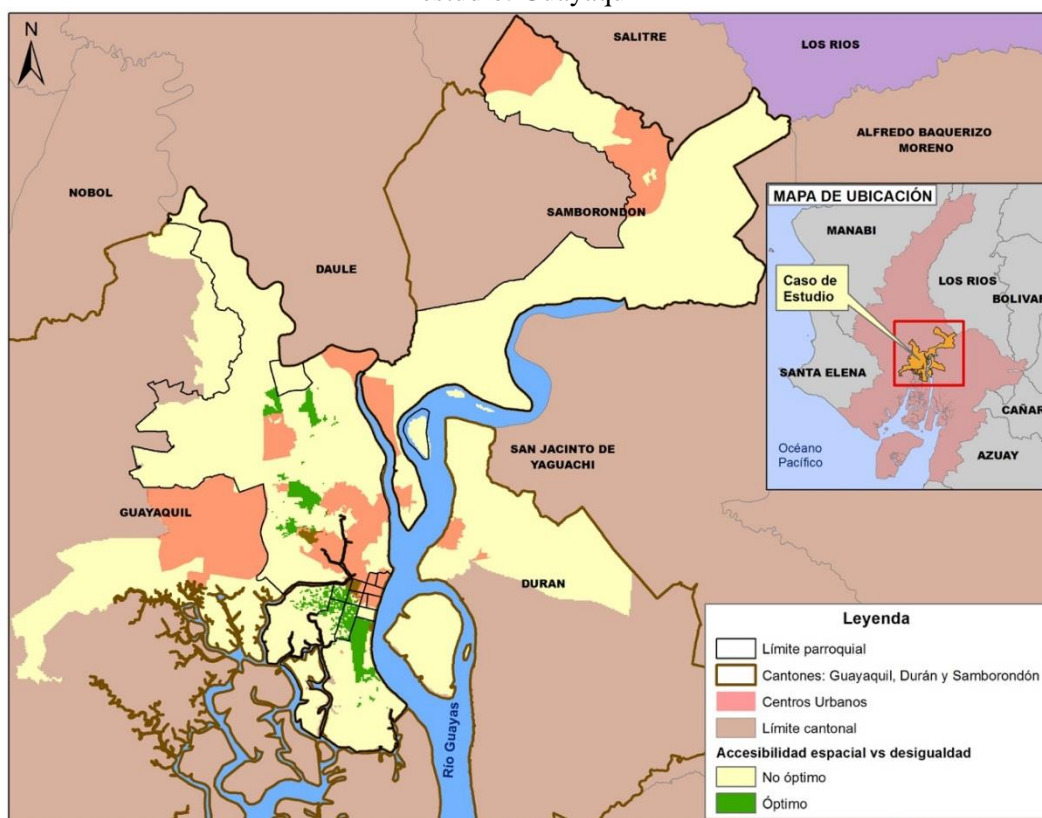 N
SALITRE
LOS RIOS
ALFREDO BAQUERIZO
MORENO
NOBOL
SAMBORONDON
DAULE
MAPA DE UBICACIÓN
MANABI
Caso de
Estudio
LOS RIOS
BOLIVAR
SANTA ELENA
CAÑAR
AZUAY
Océano
Pacífico
SAN JACINTO DE
YAGUACHI
GUAYAQUIL
DURAN
Río Guayas
Leyenda
Límite parroquial
Cantones: Guayaquil, Durán y Samborondón
Centros Urbanos
Límite cantonal
Accesibilidad espacial vs desigualdad
No óptimo
Óptimo